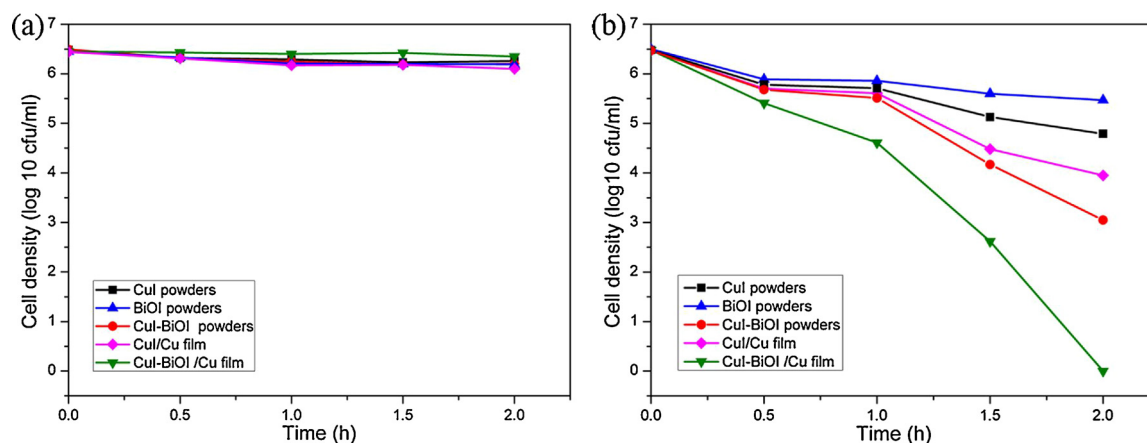 (a)
7
6
5
4
3
2
1
0
Cell density (log 10 cfu/ml)
CuI powders
BiOI powders
CuI-BiOI powders
CuI/Cu film
CuI-BiOI /Cu film
0.0 0.5 1.0 1.5 2.0
Time (h)
(b)
7
6
5
4
3
2
1
0
Cell density (log10 cfu/ml)
CuI powders
BiOI powders
CuI-BiOI powders
CuI/Cu film
CuI-BiOI /Cu film
0.0 0.5 1.0 1.5 2.0
Time (h)